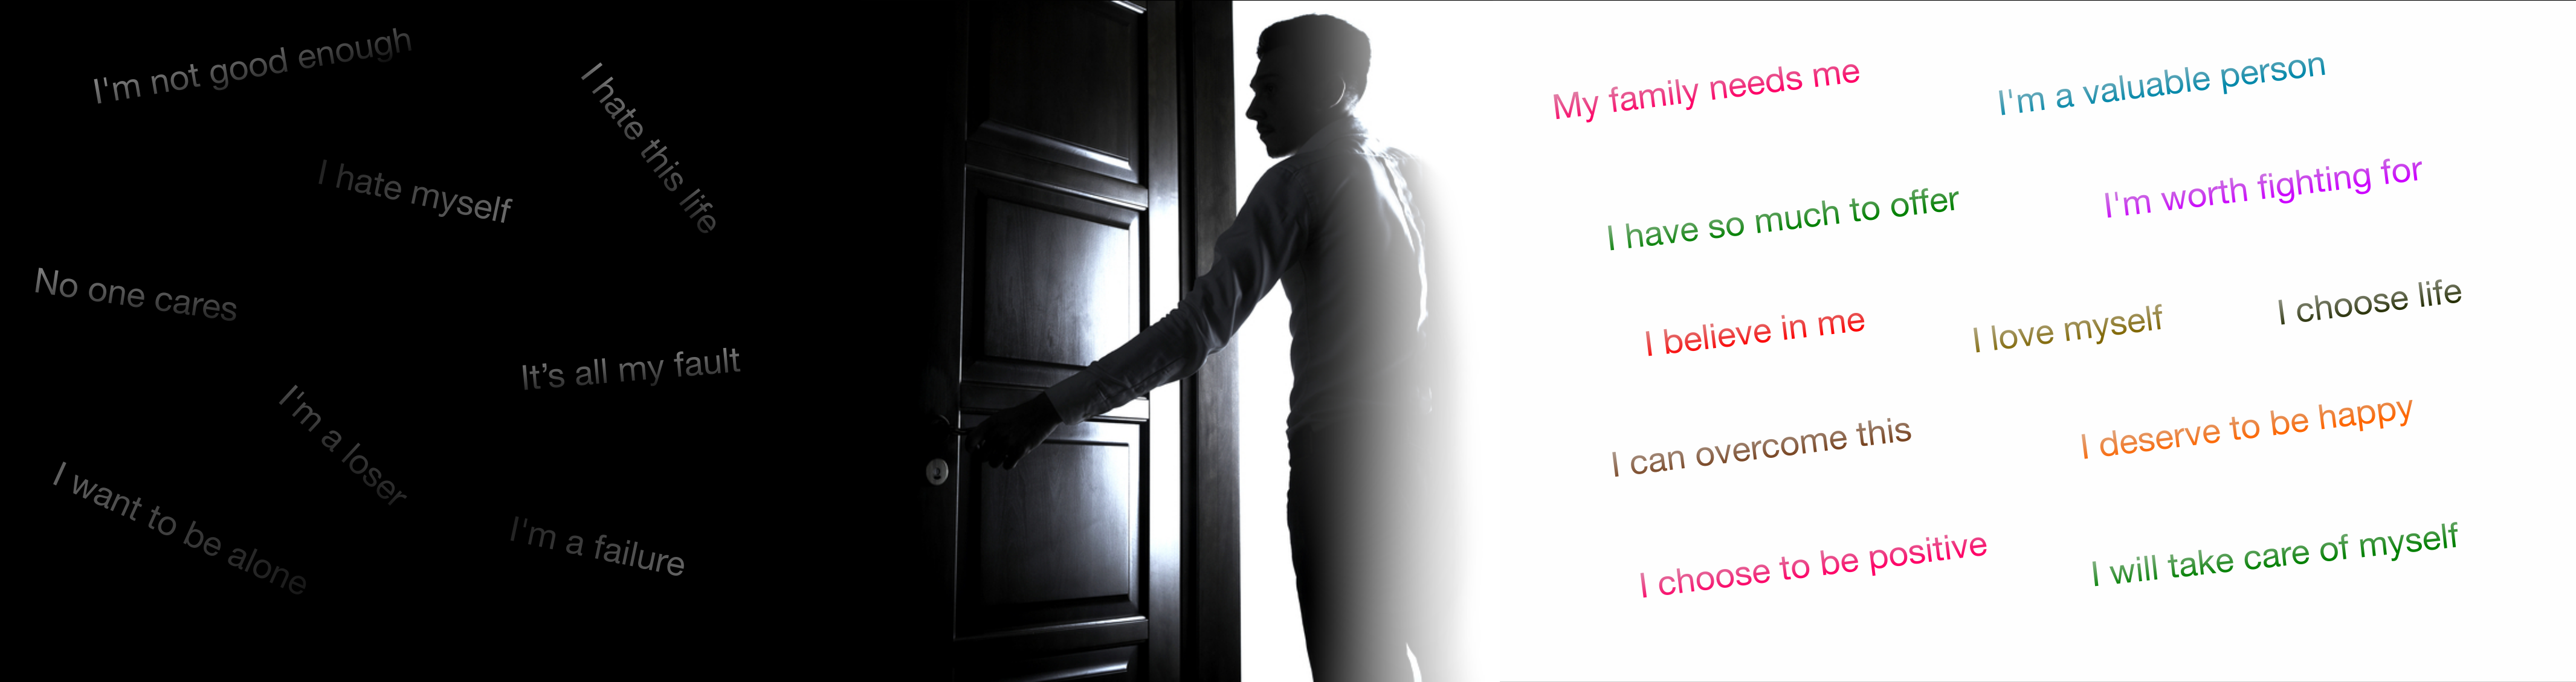 I'm not good enough
I hate this life
I hate myself
No one cares
It’s all my fault
I'm a loser
I want to be alone
I'm a failure
My family needs me
I'm a valuable person
I have so much to offer
I'm worth fighting for
I believe in me
I love myself
I choose life
I can overcome this
I deserve to be happy
I choose to be positive
I will take care of myself